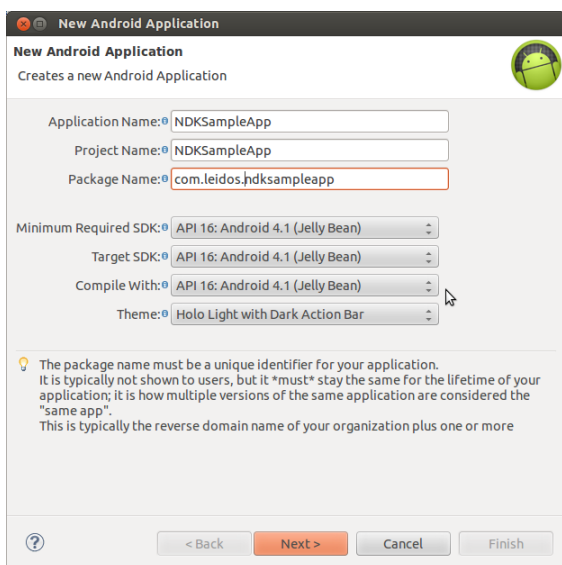 New Android Application
New Android Application
Creates a new Android Application
Application Name: NDKSampleApp
Project Name: NDKSampleApp
Package Name: com.leidos.ndksampleapp
Minimum Required SDK: API 16: Android 4.1 (Jelly Bean)
Target SDK: API 16: Android 4.1 (Jelly Bean)
Compile With: API 16: Android 4.1 (Jelly Bean)
Theme: Holo Light with Dark Action Bar
The package name must be a unique identifier for your application.
It is typically not shown to users, but it *must* stay the same for the lifetime of your
application; it is how multiple versions of the same application are considered the
"same app".
This is typically the reverse domain name of your organization plus one or more
? < Back Next > Cancel Finish